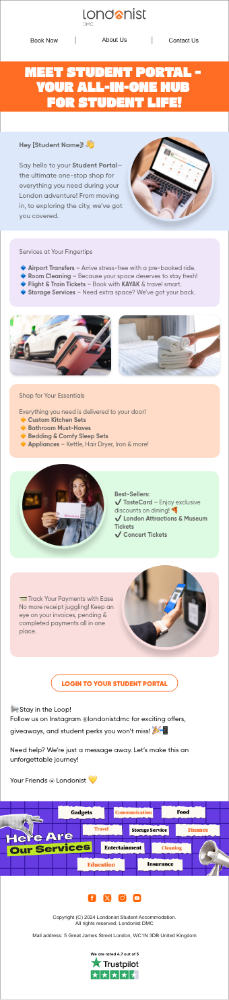 londonist
DMC
Book Now | About Us | Contact Us
MEET STUDENT PORTAL -
YOUR ALL-IN-ONE HUB
FOR STUDENT LIFE!
Hey [Student Name]! 👋
Say hello to your Student Portal—
the ultimate one-stop shop for
everything you need during your
London adventure! From moving
in, to exploring the city, we've got
you covered.
Services at Your Fingertips
🔹 Airport Transfers – Arrive stress-free with a pre-booked ride.
🔹 Room Cleaning – Because your space deserves to stay fresh!
🔹 Flight & Train Tickets – Book with KAYAK & travel smart.
🔹 Storage Services – Need extra space? We've got your back.
Shop for Your Essentials
Everything you need is delivered to your door!
🔸 Custom Kitchen Sets
🔸 Bathroom Must-Haves
🔸 Bedding & Comfy Sleep Sets
🔸 Appliances – Kettle, Hair Dryer, Iron & more!
Museum
Best-Sellers:
✔ TasteCard – Enjoy exclusive
discounts on dining! 🍕
✔ London Attractions & Museum
Tickets
✔ Concert Tickets
💳 Track Your Payments with Ease
No more receipt juggling! Keep an
eye on your invoices, pending &
completed payments all in one
place.
LOGIN TO YOUR STUDENT PORTAL
📢 Stay in the Loop!
Follow us on Instagram @londonistdmc for exciting offers,
giveaways, and student perks you won't miss! 🎉📲
Need help? We're just a message away. Let's make this an
unforgettable journey!
Your Friends @ Londonist 💛
Here Are
Our Services
Gadgets
Communication
Food
Travel
Storage Service
Finance
Entertainment
Cleaning
Education
Insurance
Copyright (C) 2024 Londonist Student Accommodation.
All rights reserved. Londonist DMC
Mail address: 5 Great James Street London, WC1N 3DB United Kingdom
We are rated 4.7 out of 5
Trustpilot